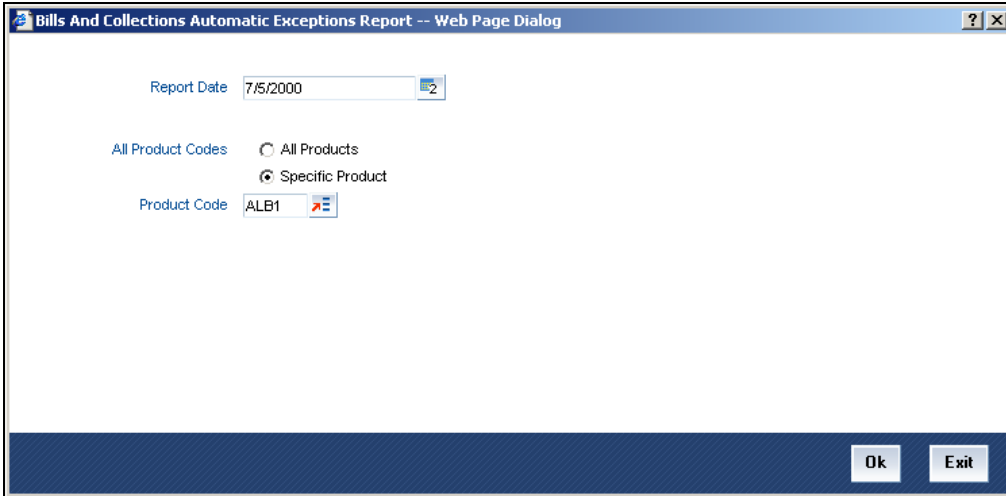 Bills And Collections Automatic Exceptions Report -- Web Page Dialog
Report Date 7/5/2000
All Product Codes All Products
Specific Product
Product Code ALB1
Ok Exit